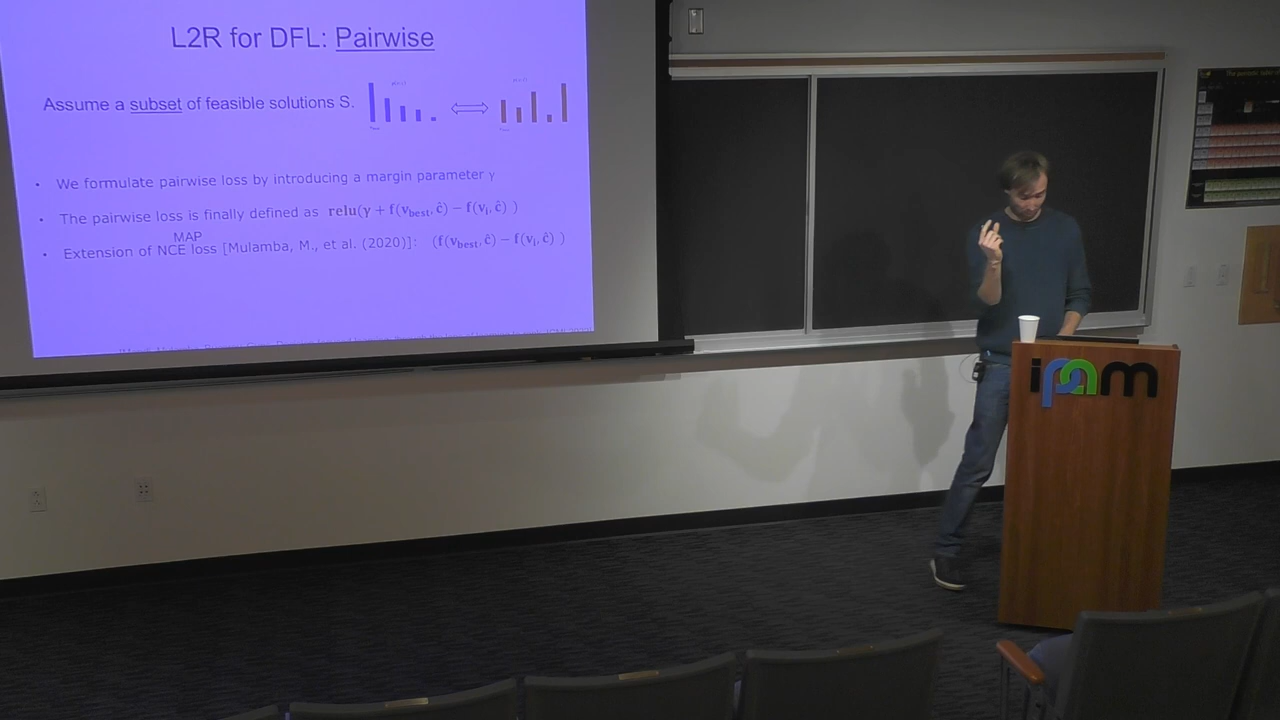 L2R for DFL: Pairwise
Assume a subset of feasible solutions S.
• We formulate pairwise loss by introducing a margin parameter γ
• The pairwise loss is finally defined as relu(γ + f(v_best, ĉ) − f(v_i, ĉ) )
MAP
• Extension of NCE loss [Mulamba, M., et al. (2020)]: (f(v_best, ĉ) − f(v_i, ĉ) )
ipam